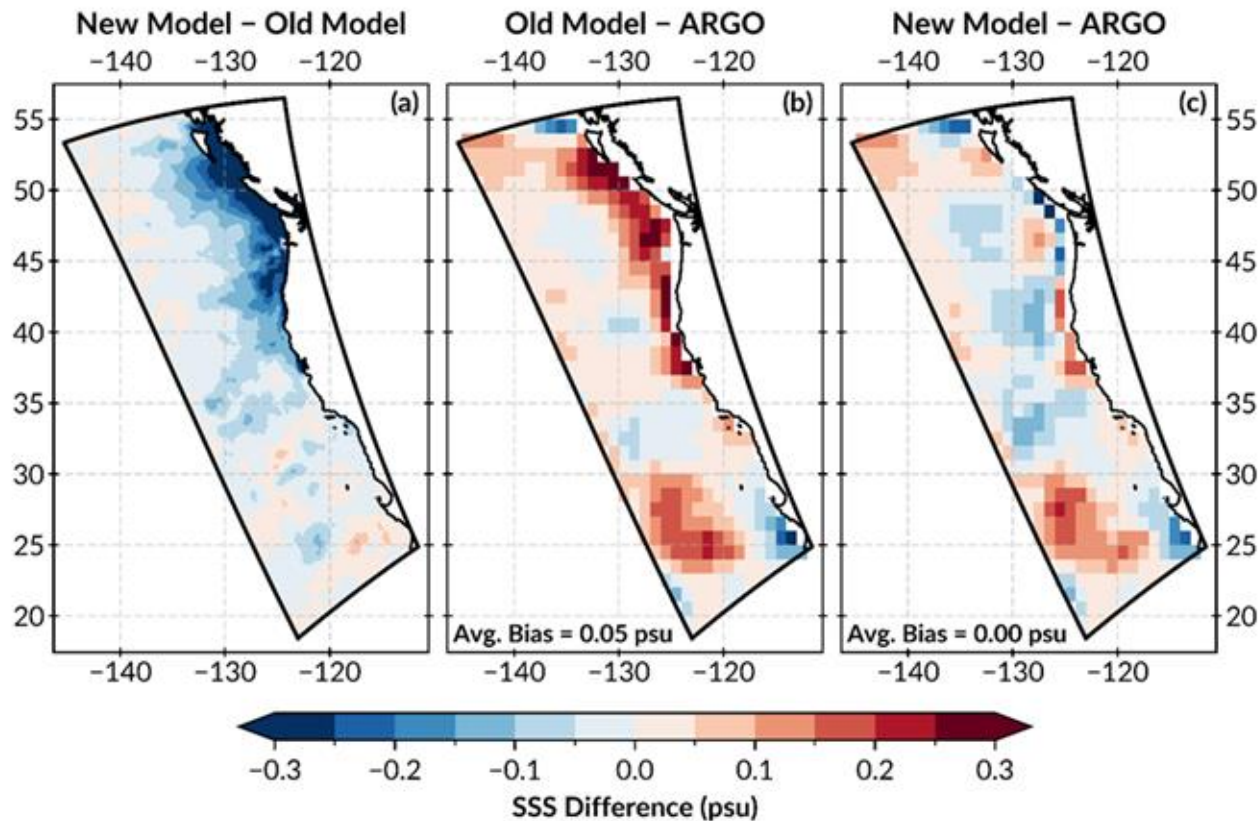 New Model – Old Model Old Model – ARGO New Model – ARGO
−140 −130 −120 −140 −130 −120 −140 −130 −120
(a) (b) (c)
55 55
50 50
45 45
40 40
35 35
30 30
25 25
20 20
Avg. Bias = 0.05 psu Avg. Bias = 0.00 psu
−140 −130 −120 −140 −130 −120 −140 −130 −120
−0.3 −0.2 −0.1 0.0 0.1 0.2 0.3
SSS Difference (psu)